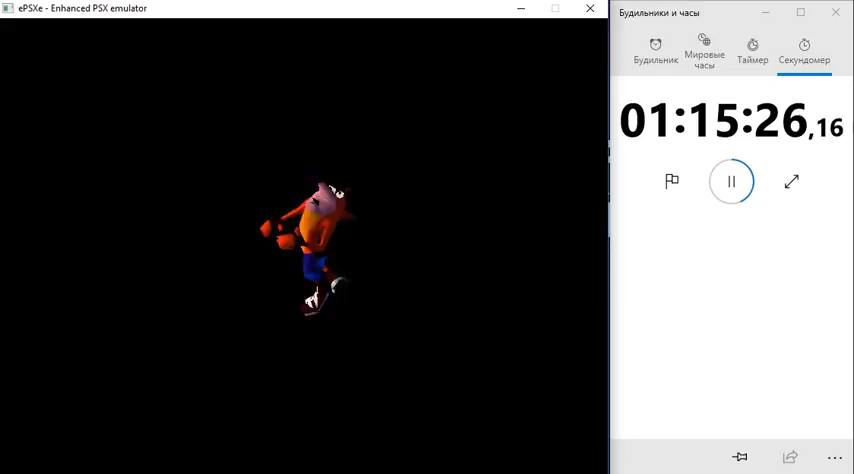 ePSXe - Enhanced PSX emulator
Будильники и часы
Будильник
Мировые
часы
Таймер
Секундомер
01:15:26,16